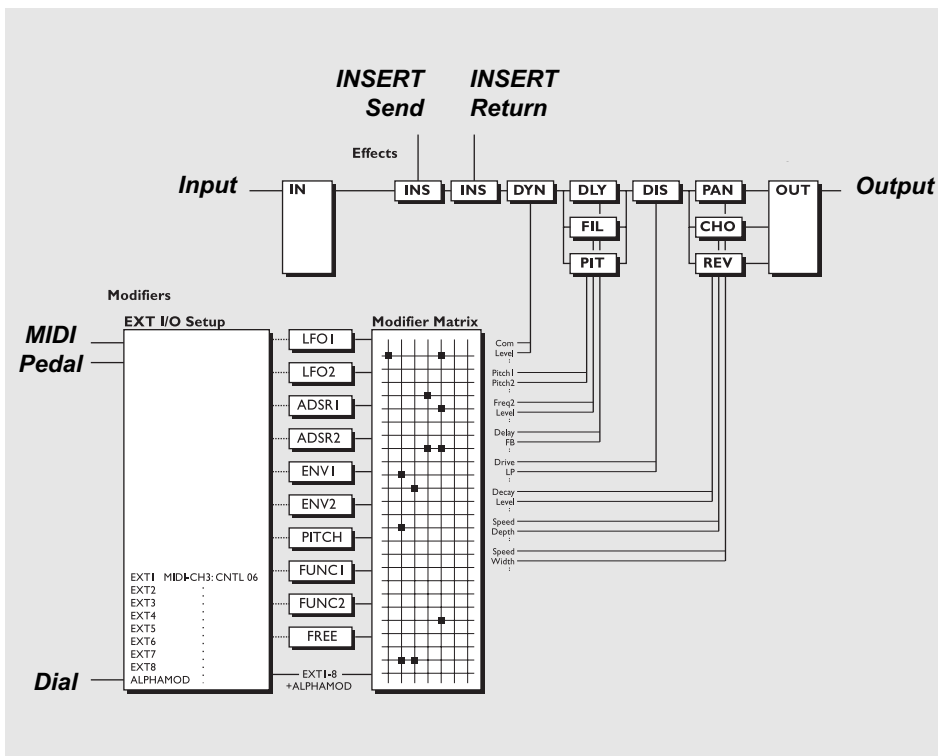 INSERT Send
INSERT Return
Effects
Input
IN
INS
INS
DYN
DLY
DIS
PAN
OUT
Output
FIL
CHO
PIT
REV
Modifiers
EXT I/O Setup
Modifier Matrix
MIDI
Pedal
LFO1
LFO2
ADSR1
ADSR2
ENV1
ENV2
PITCH
FUNC1
FUNC2
FREE
EXT1-8
+ALPHAMOD
Com
Level
Pitch1
Pitch2
Freq2
Level
Delay
FB
Drive
LP
Decay
Level
Speed
Depth
Speed
Width
EXT1 MIDI-CH3: CNTL 06
EXT2 :
EXT3 :
EXT4 :
EXT5 :
EXT6 :
EXT7 :
EXT8 :
ALPHAMOD :
Dial